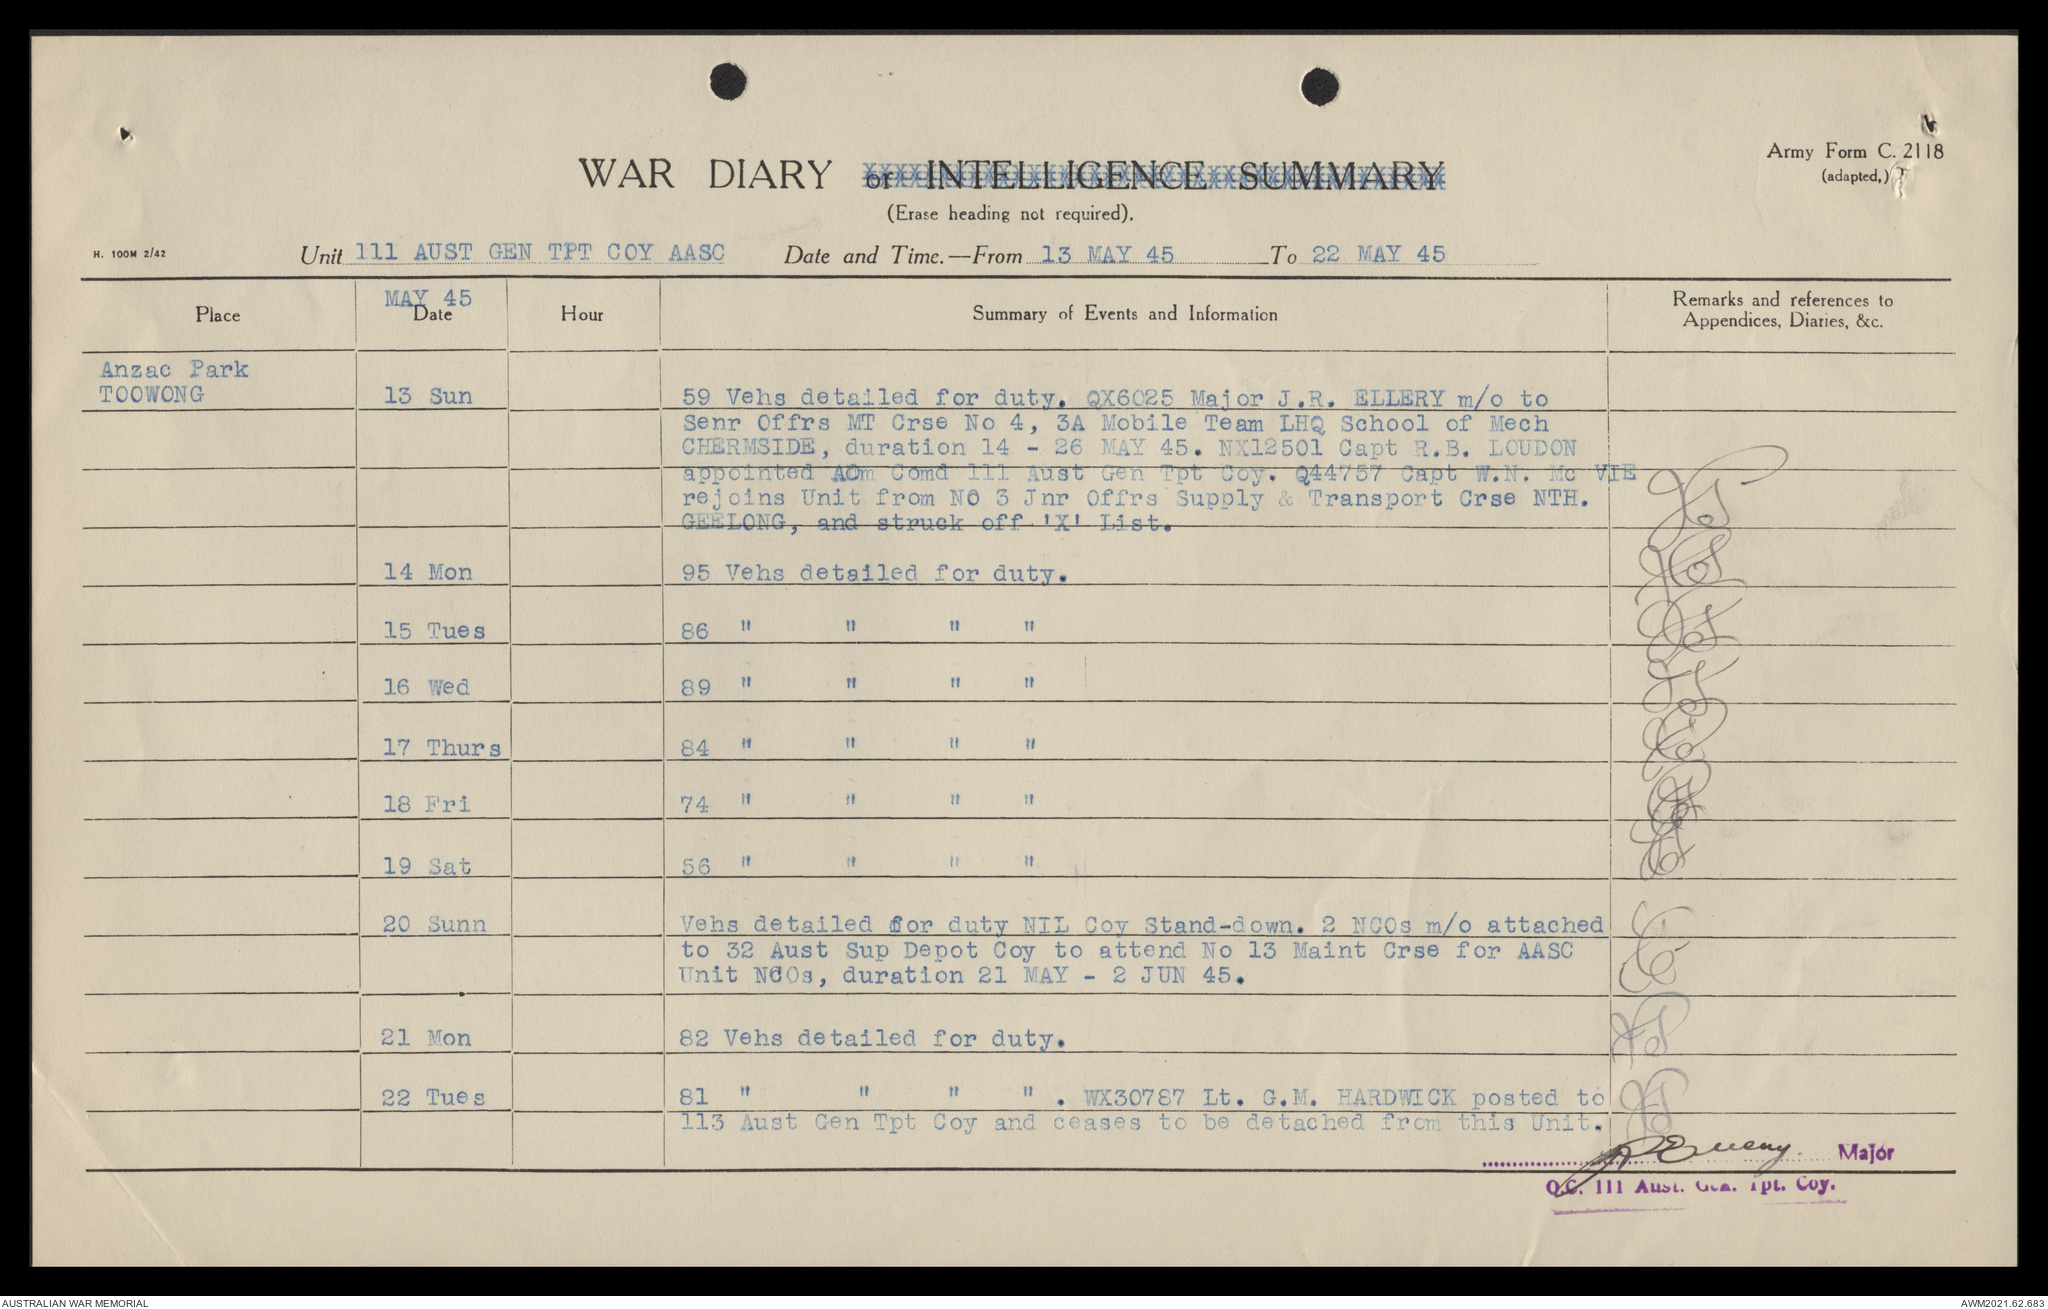 WAR DIARY or INTELLIGENCE SUMMARY
(Erase heading not required).
Army Form C. 2118
(adapted,)
H. 100M 2/42
Unit 111 AUST GEN TPT COY AASC Date and Time.—From 13 MAY 45 To 22 MAY 45
Place
MAY 45
Date
Hour
Summary of Events and Information
Remarks and references to
Appendices, Diaries, &c.
Anzac Park
TOOWONG 13 Sun 59 Vehs detailed for duty. QX6025 Major J.R. ELLERY m/o to
Senr Offrs MT Crse No 4, 3A Mobile Team LHQ School of Mech
CHERMSIDE, duration 14 - 26 MAY 45. NX12501 Capt R.B. LOUDON
appointed AOm Comd 111 Aust Gen Tpt Coy. Q44757 Capt W.N. Mc VIE
rejoins Unit from NO 3 Jnr Offrs Supply & Transport Crse NTH.
GEELONG, and struck off 'X' List.
14 Mon 95 Vehs detailed for duty.
15 Tues 86 " " " "
16 Wed 89 " " " "
17 Thurs 84 " " " "
18 Fri 74 " " " "
19 Sat 56 " " " "
20 Sunn Vehs detailed for duty NIL Coy Stand-down. 2 NCOs m/o attached
to 32 Aust Sup Depot Coy to attend No 13 Maint Crse for AASC
Unit NCOs, duration 21 MAY - 2 JUN 45.
21 Mon 82 Vehs detailed for duty.
22 Tues 81 " " " " . WX30787 Lt. G.M. HARDWICK posted to
113 Aust Gen Tpt Coy and ceases to be detached from this Unit.
Major
O.C. 111 Aust. Gen. Tpt. Coy.
AUSTRALIAN WAR MEMORIAL
AWM2021.62.683